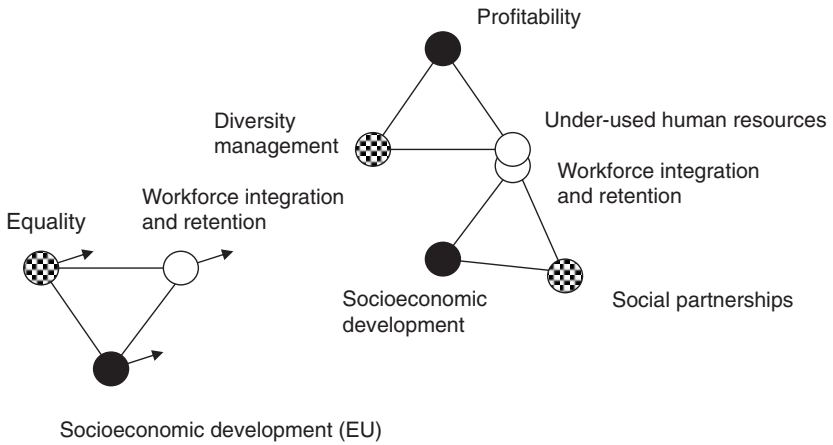 Profitability
Diversity
management
Under-used human resources
Workforce integration
and retention
Workforce integration
and retention
Equality
Socioeconomic
development
Social partnerships
Socioeconomic development (EU)